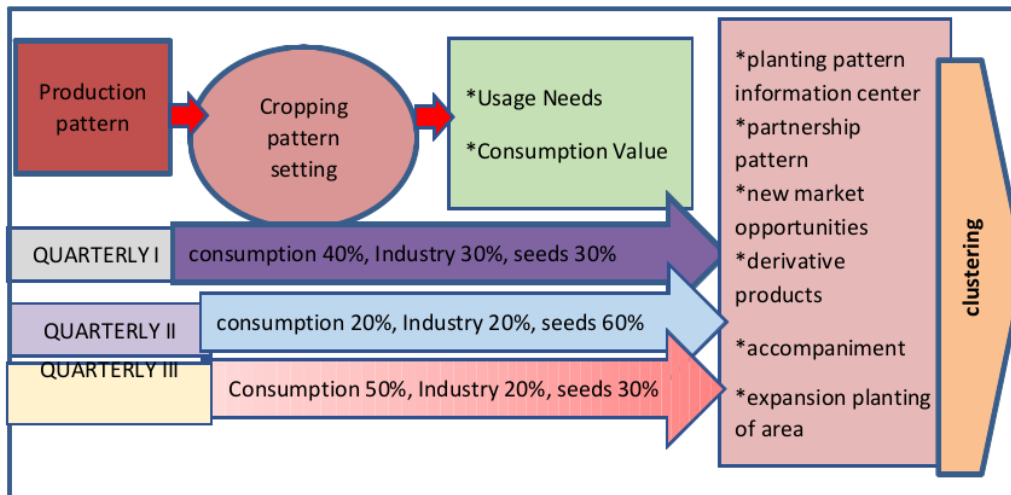 Production
pattern
Cropping
pattern
setting
*Usage Needs
*Consumption Value
QUARTERLY I
consumption 40%, Industry 30%, seeds 30%
QUARTERLY II
consumption 20%, Industry 20%, seeds 60%
QUARTERLY III
Consumption 50%, Industry 20%, seeds 30%
*planting pattern
information center
*partnership
pattern
*new market
opportunities
*derivative
products
*accompaniment
*expansion planting
of area
clustering